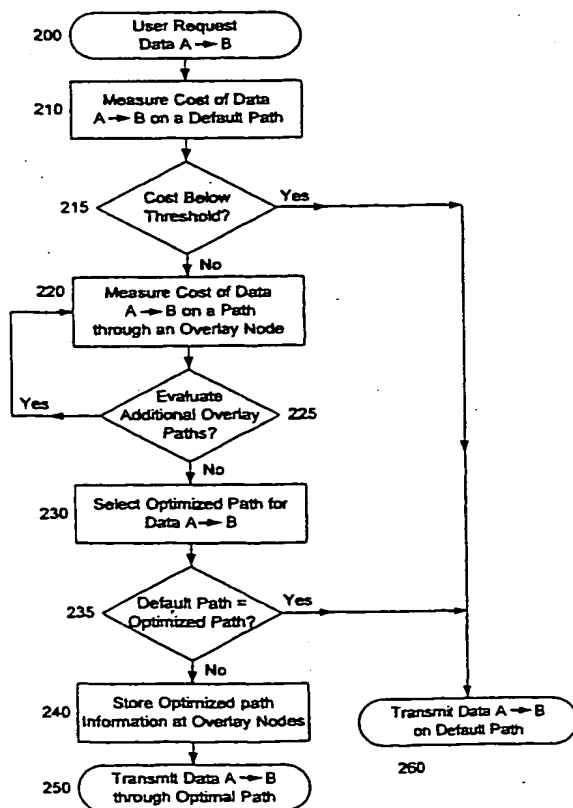 200
User Request
Data A → B
210
Measure Cost of Data
A → B on a Default Path
215
Cost Below
Threshold?
Yes
No
220
Measure Cost of Data
A → B on a Path
through an Overlay Node
Yes
Evaluate
Additional Overlay
Paths?
225
No
230
Select Optimized Path for
Data A → B
235
Default Path =
Optimized Path?
Yes
No
240
Store Optimized path
Information at Overlay Nodes
250
Transmit Data A → B
through Optimal Path
Transmit Data A → B
on Default Path
260